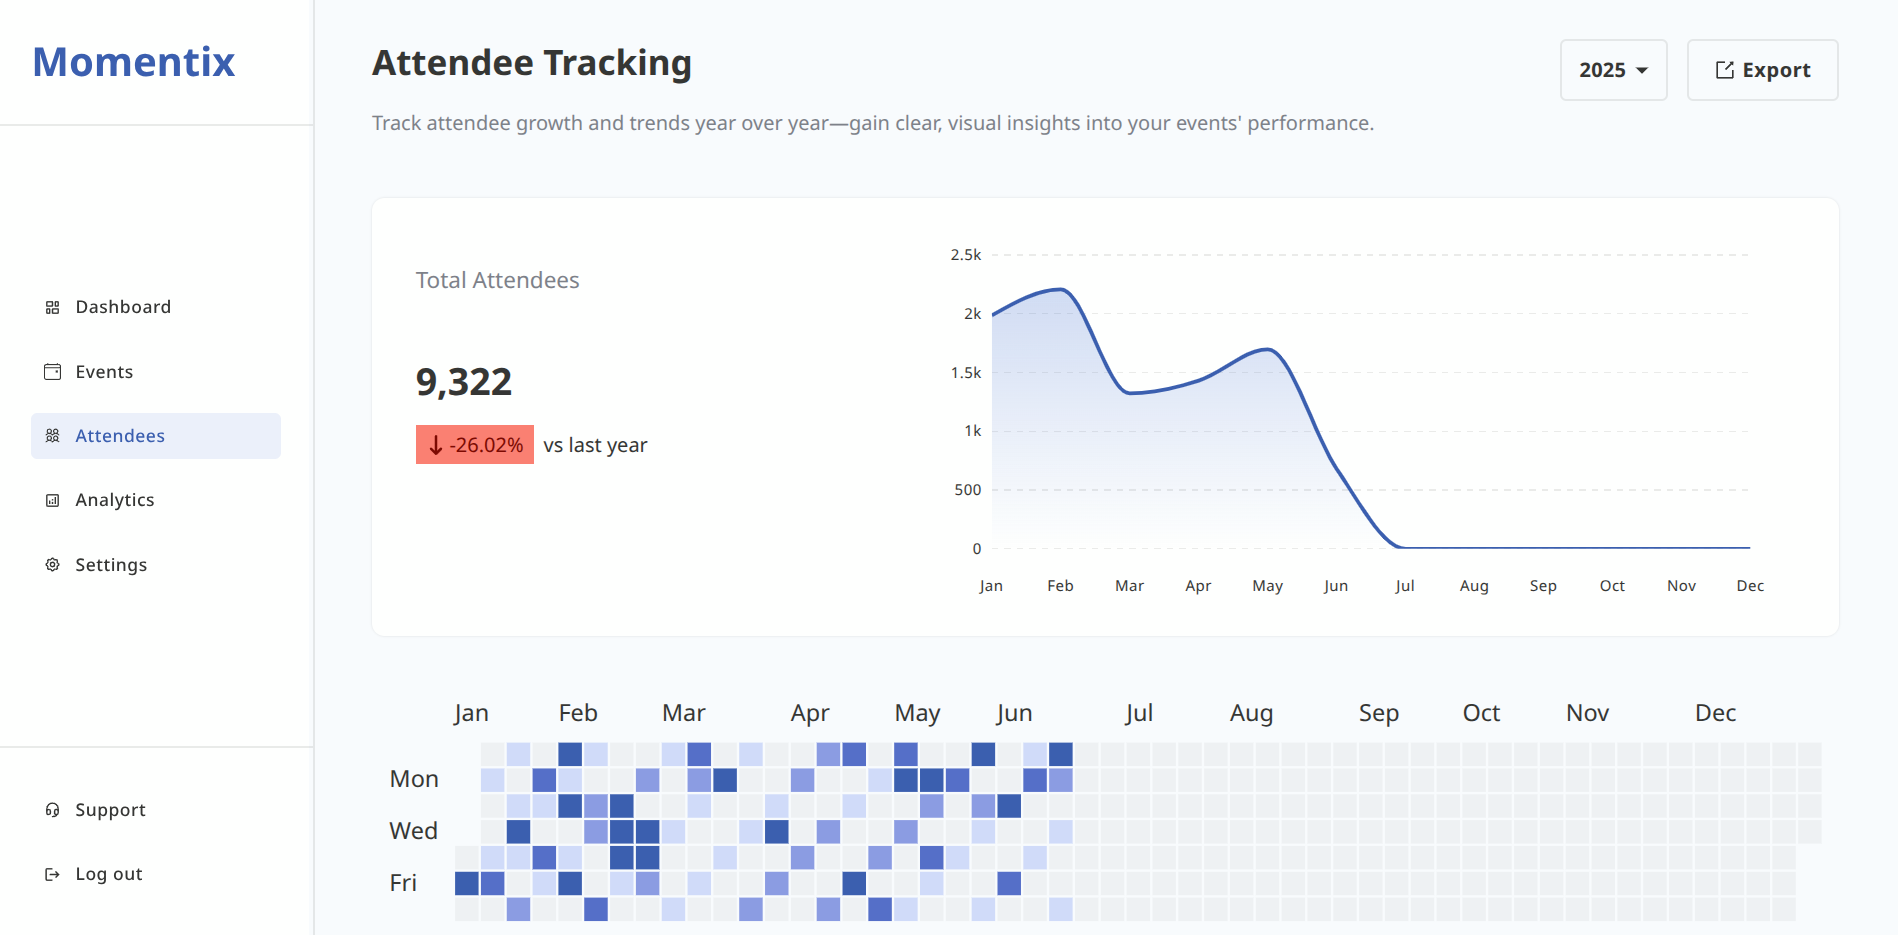 Momentix
Dashboard
Events
Attendees
Analytics
Settings
Support
Log out
Attendee Tracking
Track attendee growth and trends year over year—gain clear, visual insights into your events' performance.
2025
Export
Total Attendees
9,322
-26.02% vs last year
2.5k
2k
1.5k
1k
500
0
Jan Feb Mar Apr May Jun Jul Aug Sep Oct Nov Dec
Jan Feb Mar Apr May Jun Jul Aug Sep Oct Nov Dec
Mon
Wed
Fri